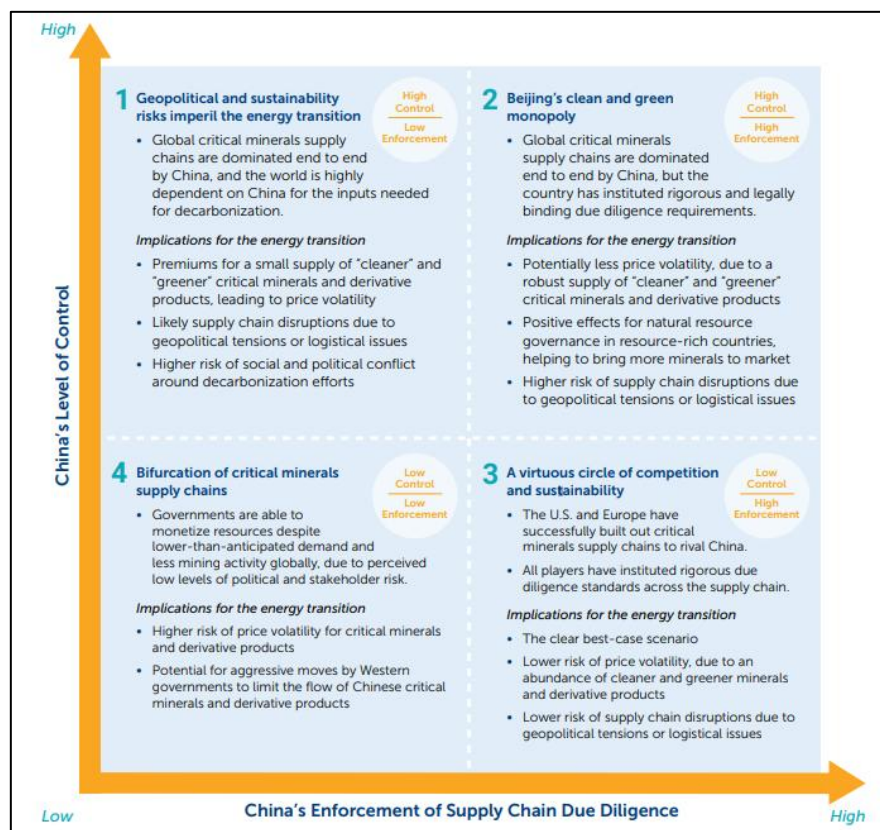 High
China's Level of Control
1 Geopolitical and sustainability
risks imperil the energy transition
High
Control
Low
Enforcement
• Global critical minerals supply
chains are dominated end to end
by China, and the world is highly
dependent on China for the inputs needed
for decarbonization.
Implications for the energy transition
• Premiums for a small supply of "cleaner" and
"greener" critical minerals and derivative
products, leading to price volatility
• Likely supply chain disruptions due to
geopolitical tensions or logistical issues
• Higher risk of social and political conflict
around decarbonization efforts
2 Beijing's clean and green
monopoly
High
Control
High
Enforcement
• Global critical minerals
supply chains are dominated
end to end by China, but the
country has instituted rigorous and legally
binding due diligence requirements.
Implications for the energy transition
• Potentially less price volatility, due to a
robust supply of "cleaner" and "greener"
critical minerals and derivative products
• Positive effects for natural resource
governance in resource-rich countries,
helping to bring more minerals to market
• Higher risk of supply chain disruptions due
to geopolitical tensions or logistical issues
4 Bifurcation of critical minerals
supply chains
Low
Control
Low
Enforcement
• Governments are able to
monetize resources despite
lower-than-anticipated demand and
less mining activity globally, due to perceived
low levels of political and stakeholder risk.
Implications for the energy transition
• Higher risk of price volatility for critical minerals
and derivative products
• Potential for aggressive moves by Western
governments to limit the flow of Chinese critical
minerals and derivative products
3 A virtuous circle of competition
and sustainability
Low
Control
High
Enforcement
• The U.S. and Europe have
successfully built out critical
minerals supply chains to rival China.
• All players have instituted rigorous due
diligence standards across the supply chain.
Implications for the energy transition
• The clear best-case scenario
• Lower risk of price volatility, due to an
abundance of cleaner and greener minerals
and derivative products
• Lower risk of supply chain disruptions due to
geopolitical tensions or logistical issues
Low
China's Enforcement of Supply Chain Due Diligence
High